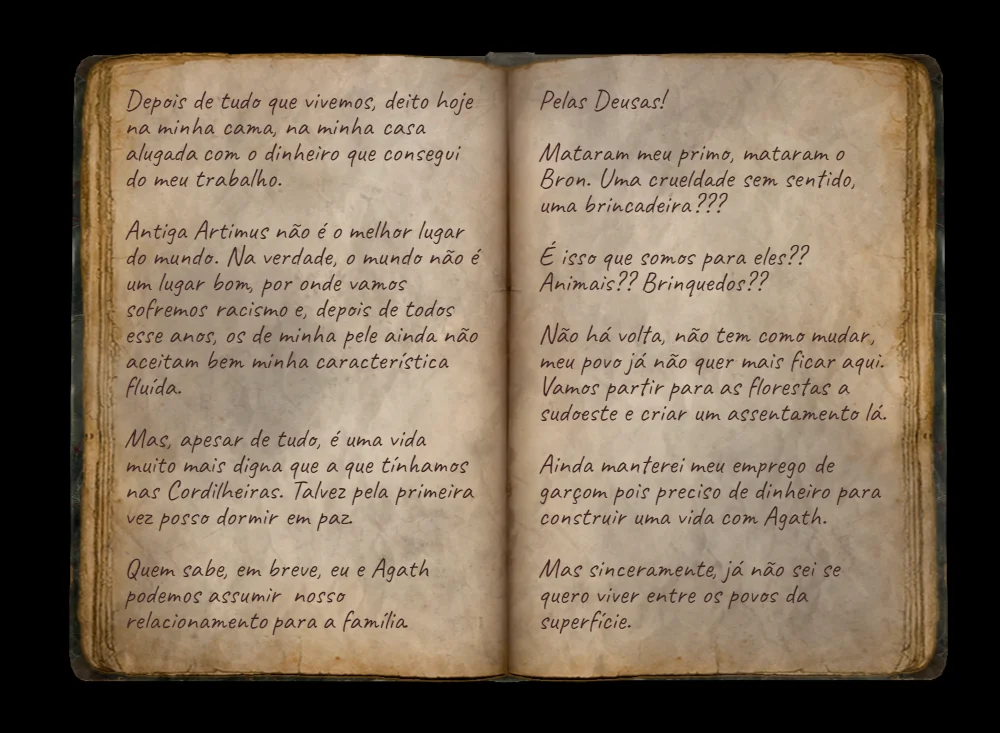 Depois de tudo que vivemos, deito hoje
na minha cama, na minha casa
alugada com o dinheiro que consegui
do meu trabalho.
Antiga Artimus não é o melhor lugar
do mundo. Na verdade, o mundo não é
um lugar bom, por onde vamos
sofremos racismo e, depois de todos
esse anos, os de minha pele ainda não
aceitam bem minha característica
fluída.
Mas, apesar de tudo, é uma vida
muito mais digna que a que tínhamos
nas Cordilheiras. Talvez pela primeira
vez posso dormir em paz.
Quem sabe, em breve, eu e Agath
podemos assumir nosso
relacionamento para a família.
Pelas Deusas!
Mataram meu primo, mataram o
Bron. Uma crueldade sem sentido,
uma brincadeira???
É isso que somos para eles??
Animais?? Brinquedos??
Não há volta, não tem como mudar,
meu povo já não quer mais ficar aqui.
Vamos partir para as florestas a
sudoeste e criar um assentamento lá.
Ainda manterei meu emprego de
garçom pois preciso de dinheiro para
construir uma vida com Agath.
Mas sinceramente, já não sei se
quero viver entre os povos da
superfície.